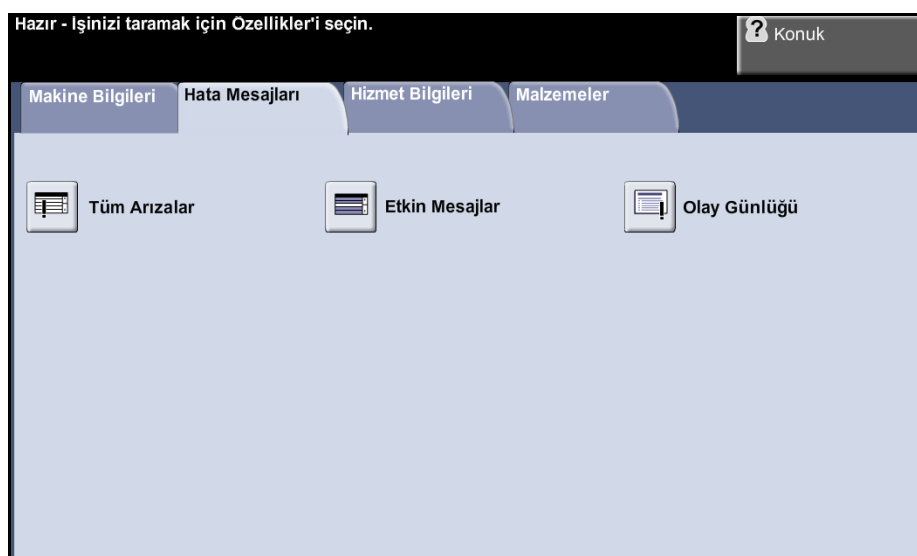 Hazır - Işinizi taramak için Özellikler'i seçin.
Konuk
Makine Bilgileri
Hata Mesajları
Hizmet Bilgileri
Malzemeler
Tüm Arızalar
Etkin Mesajlar
Olay Günlüğü